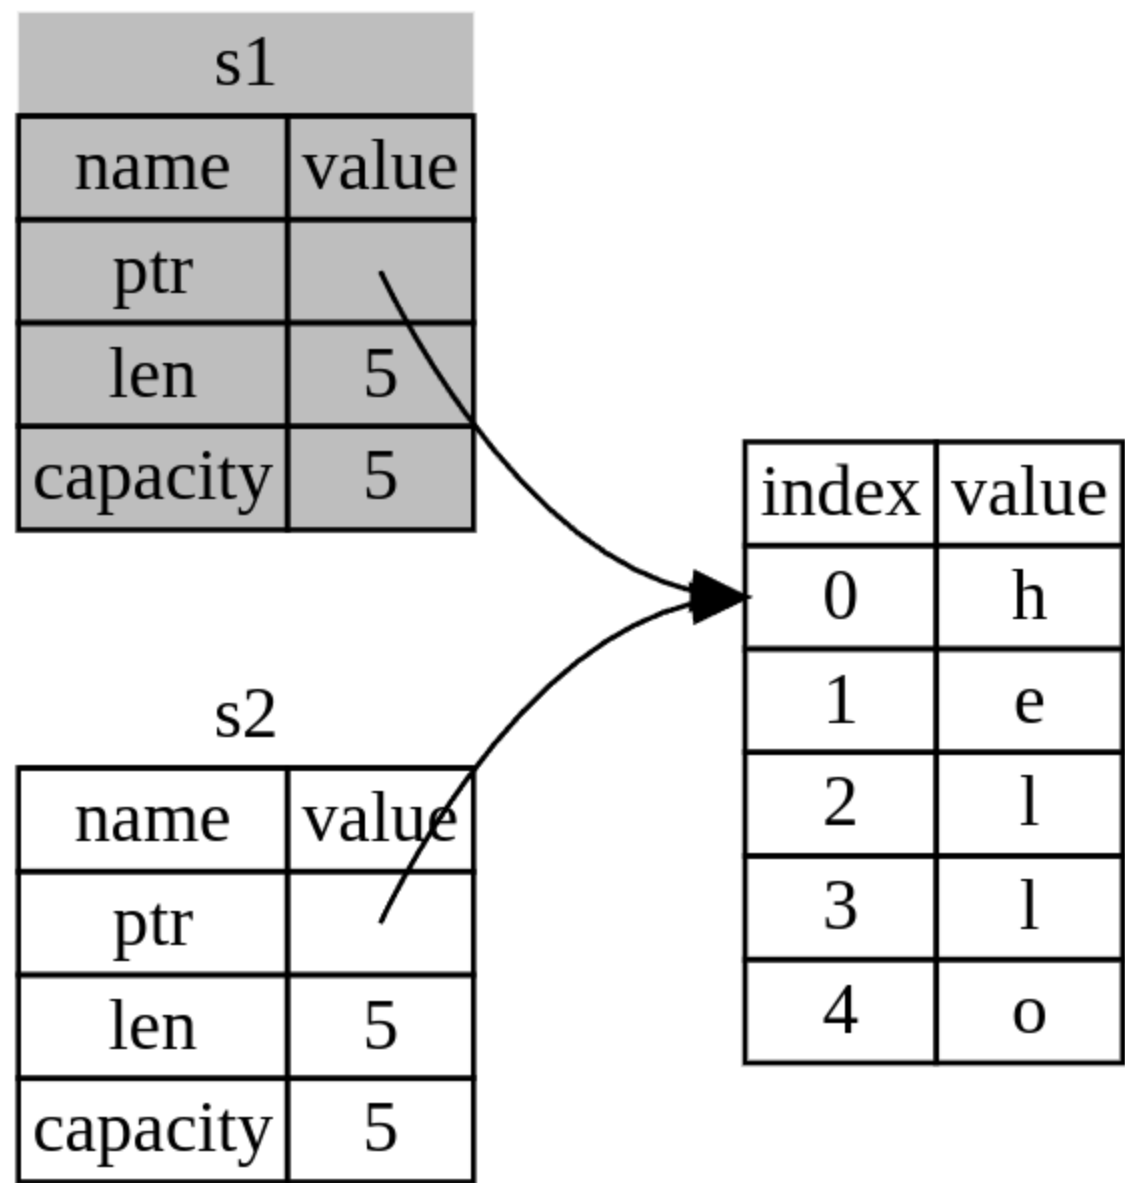 s1
name value
ptr
len 5
capacity 5
s2
name value
ptr
len 5
capacity 5
index value
0 h
1 e
2 l
3 l
4 o